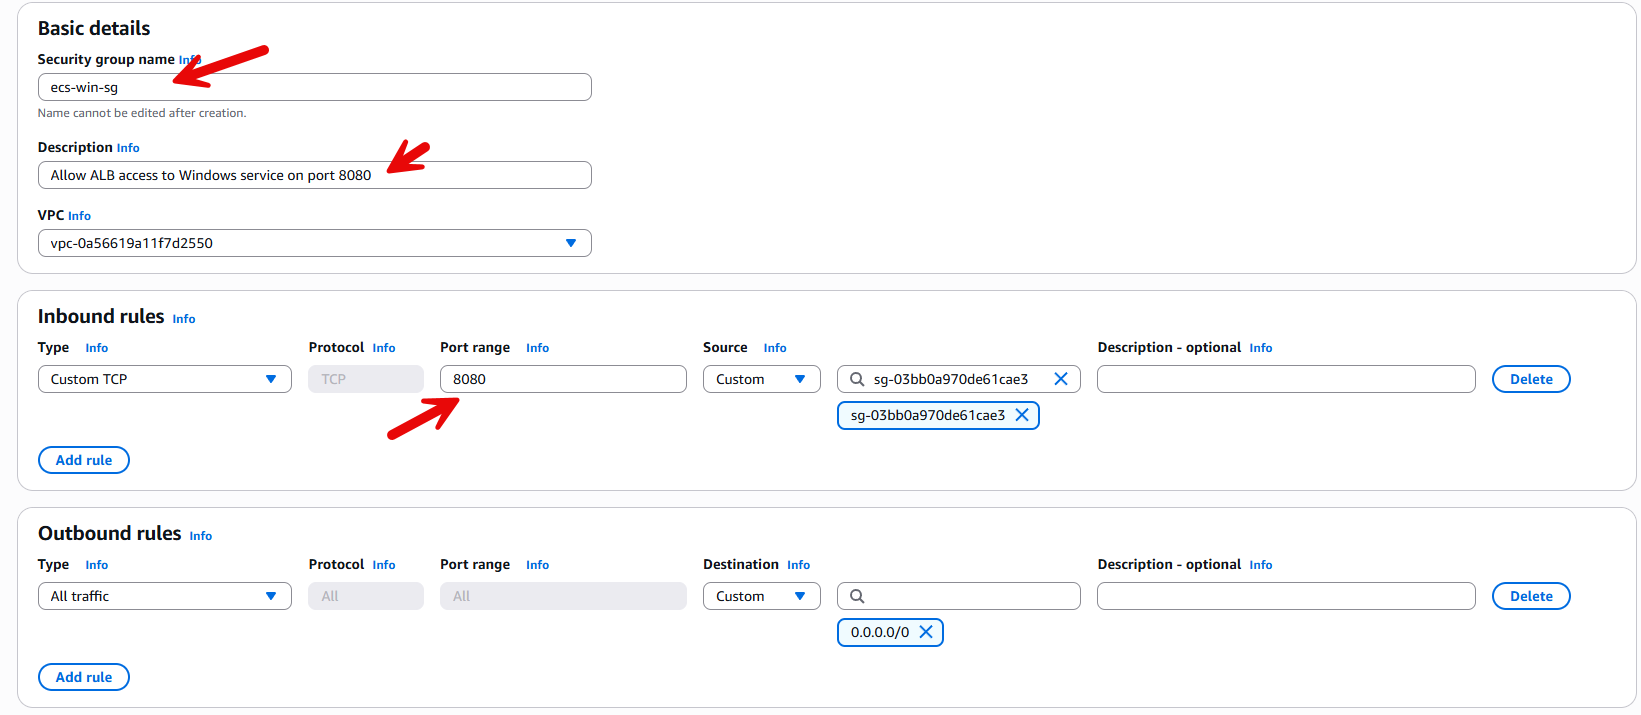 Basic details
Security group name Info
ecs-win-sg
Name cannot be edited after creation.
Description Info
Allow ALB access to Windows service on port 8080
VPC Info
vpc-0a56619a11f7d2550
Inbound rules Info
Type Info Protocol Info Port range Info Source Info Description - optional Info
Custom TCP TCP 8080 Custom sg-03bb0a970de61cae3 Delete
sg-03bb0a970de61cae3
Add rule
Outbound rules Info
Type Info Protocol Info Port range Info Destination Info Description - optional Info
All traffic All All Custom Delete
0.0.0.0/0
Add rule